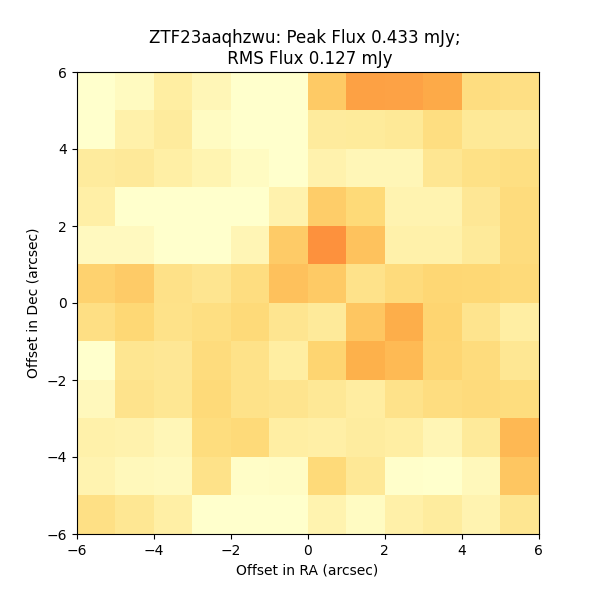 ZTF23aaqhzwu: Peak Flux 0.433 mJy;
RMS Flux 0.127 mJy
6
4
2
0
−2
−4
−6
Offset in Dec (arcsec)
−6 −4 −2 0 2 4 6
Offset in RA (arcsec)